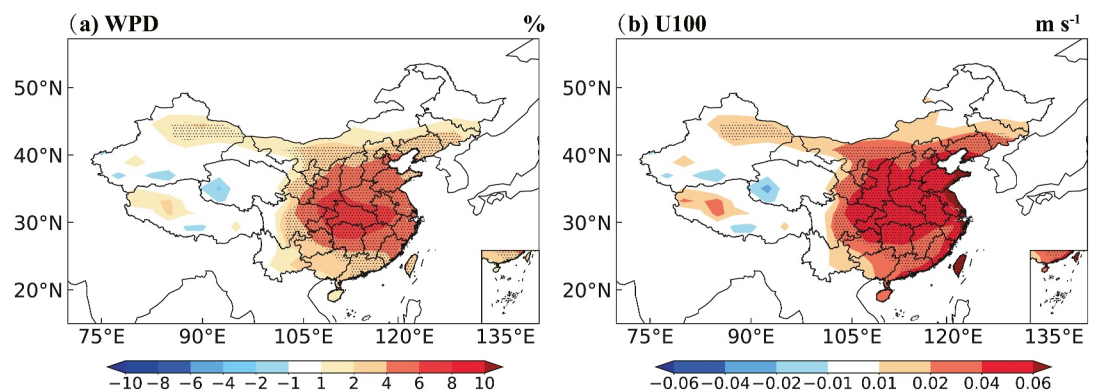 (a) WPD %
50°N
40°N
30°N
20°N
75°E 90°E 105°E 120°E 135°E
−10 −8 −6 −4 −2 −1 1 2 4 6 8 10
(b) U100 m s-1
50°N
40°N
30°N
20°N
75°E 90°E 105°E 120°E 135°E
−0.06 −0.04 −0.02 −0.01 0.01 0.02 0.04 0.06